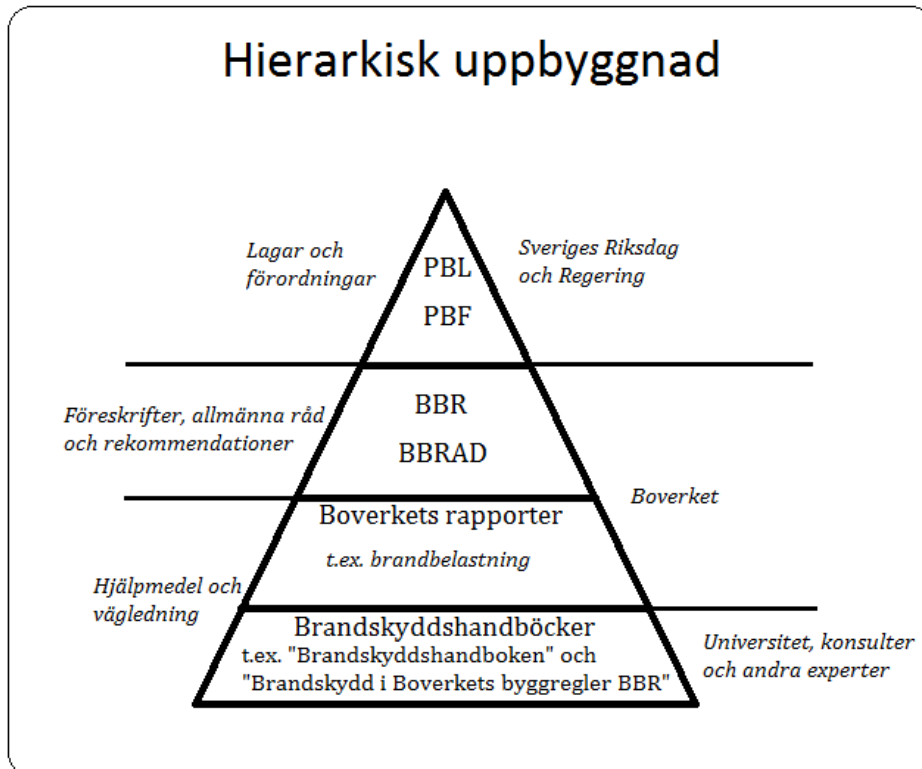 Hierarkisk uppbyggnad
Lagar och
förordningar
PBL
PBF
Sveriges Riksdag
och Regering
Föreskrifter, allmänna råd
och rekommendationer
BBR
BBRAD
Boverket
Boverkets rapporter
t.ex. brandbelastning
Hjälpmedel och
vägledning
Brandskyddshandböcker
t.ex. "Brandskyddshandboken" och
"Brandskydd i Boverkets byggregler BBR"
Universitet, konsulter
och andra experter